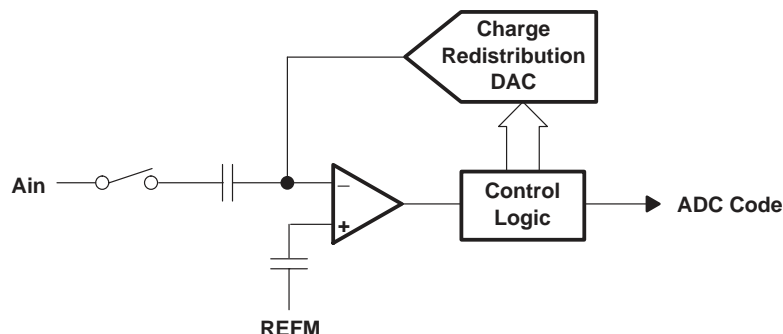 Charge
Redistribution
DAC
Ain
−
+
Control
Logic
ADC Code
REFM